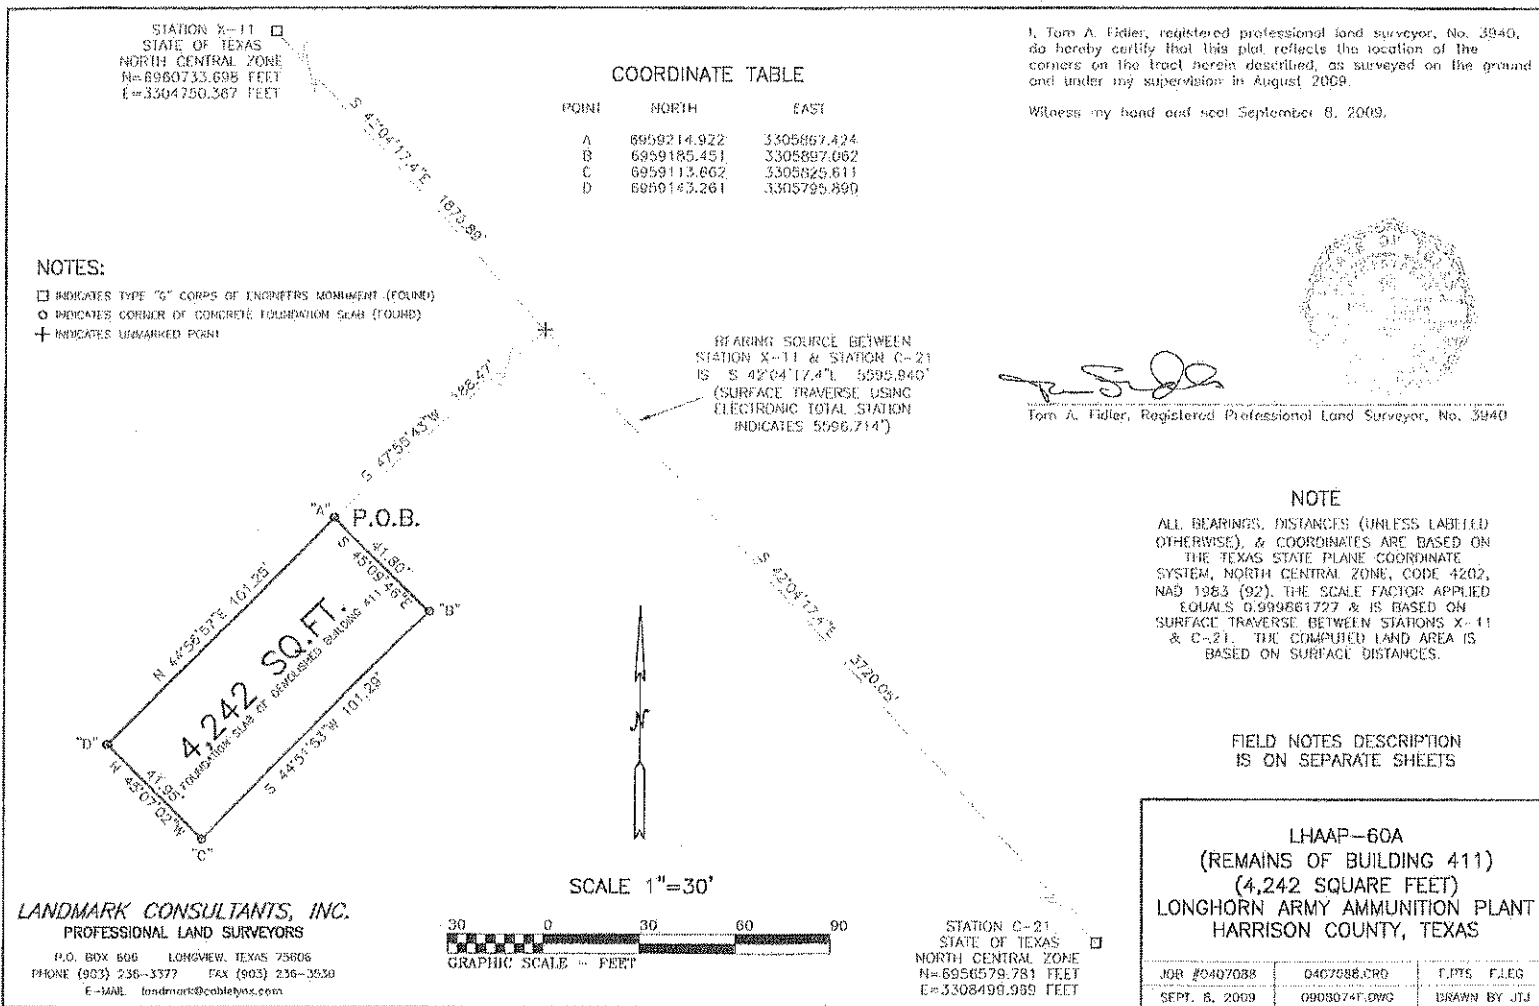 STATION X-11
STATE OF TEXAS
NORTH CENTRAL ZONE
N=6960733.698 FEET
E=3304750.367 FEET
S 42°04'17.4"E 1875.89'
COORDINATE TABLE
POINT NORTH EAST
A 6959214.922 3305867.424
B 6959185.451 3305897.062
C 6959113.662 3305825.611
D 6959143.261 3305795.890
I, Tom A. Fidler, registered professional land surveyor, No. 3940,
do hereby certify that this plat reflects the location of the
corners on the tract herein described, as surveyed on the ground
and under my supervision in August 2009.
Witness my hand and seal September 8, 2009.
NOTES:
INDICATES TYPE "G" CORPS OF ENGINEERS MONUMENT (FOUND)
INDICATES CORNER OF CONCRETE FOUNDATION SLAB (FOUND)
INDICATES UNMARKED POINT
BEARING SOURCE BETWEEN
STATION X-11 & STATION C-21
IS S 42°04'17.4"E 5595.940'
(SURFACE TRAVERSE USING
ELECTRONIC TOTAL STATION
INDICATES 5596.714')
Tom A. Fidler, Registered Professional Land Surveyor, No. 3940
S 47°55'43"W 388.47'
"A" P.O.B.
41.80'
S 45°09'46"E
"B"
N 44°56'57"E 101.25'
4,242 SQ.FT.
FOUNDATION SLAB OF DEMOLISHED BUILDING 411
S 44°51'53"W 101.29'
"D"
41.95'
N 45°07'02"W
"C"
S 42°04'17.4"E 3720.05'
N
NOTE
ALL BEARINGS, DISTANCES (UNLESS LABELLED
OTHERWISE), & COORDINATES ARE BASED ON
THE TEXAS STATE PLANE COORDINATE
SYSTEM, NORTH CENTRAL ZONE, CODE 4202,
NAD 1983 (92). THE SCALE FACTOR APPLIED
EQUALS 0.999861727 & IS BASED ON
SURFACE TRAVERSE BETWEEN STATIONS X-11
& C-21. THE COMPUTED LAND AREA IS
BASED ON SURFACE DISTANCES.
FIELD NOTES DESCRIPTION
IS ON SEPARATE SHEETS
SCALE 1"=30'
30 0 30 60 90
GRAPHIC SCALE - FEET
STATION C-21
STATE OF TEXAS
NORTH CENTRAL ZONE
N=6956579.781 FEET
E=3308499.989 FEET
LANDMARK CONSULTANTS, INC.
PROFESSIONAL LAND SURVEYORS
P.O. BOX 606 LONGVIEW, TEXAS 75606
PHONE (903) 236-3377 FAX (903) 236-3530
E-MAIL landmark@cablelynx.com
LHAAP-60A
(REMAINS OF BUILDING 411)
(4,242 SQUARE FEET)
LONGHORN ARMY AMMUNITION PLANT
HARRISON COUNTY, TEXAS
JOB #0407088 0407088.CRD F.PTS F.LEG
SEPT. 8, 2009 0908074F.DWG DRAWN BY JTJ